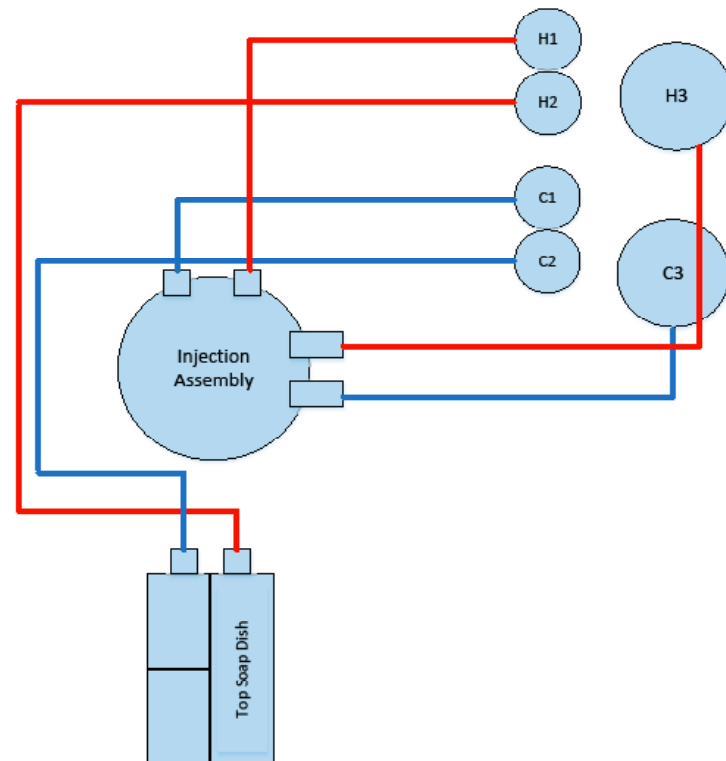 H1
H2
H3
C1
C2
C3
Injection
Assembly
Top Soap Dish